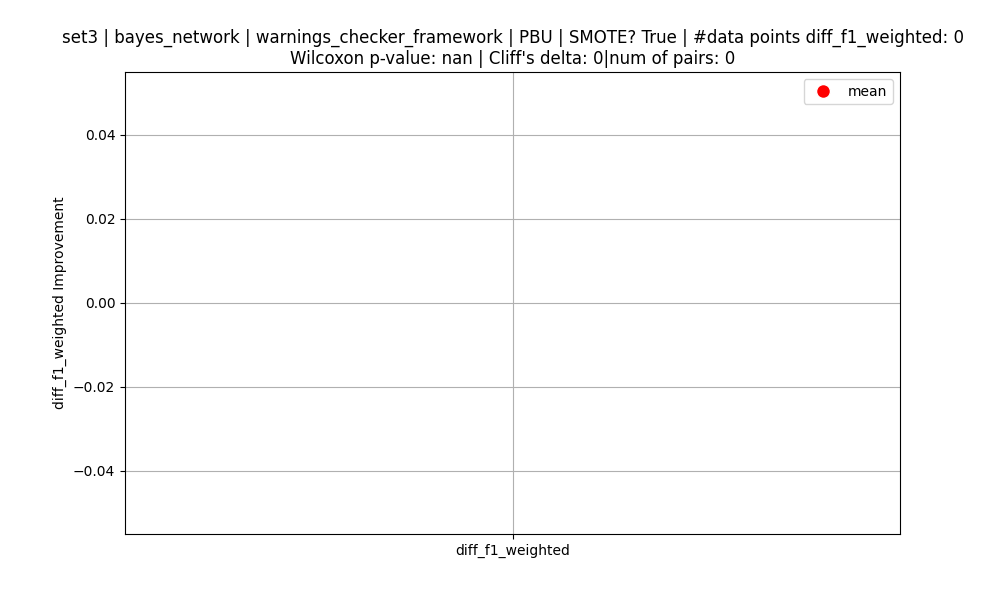 set3 | bayes_network | warnings_checker_framework | PBU | SMOTE? True | #data points diff_f1_weighted: 0
Wilcoxon p-value: nan | Cliff's delta: 0|num of pairs: 0
mean
0.04
0.02
0.00
−0.02
−0.04
diff_f1_weighted Improvement
diff_f1_weighted